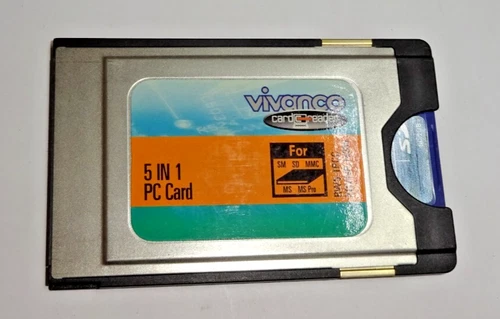 vivanco
card reader
5 IN 1
PC Card
For
SM SD MMC
MS MS Pro